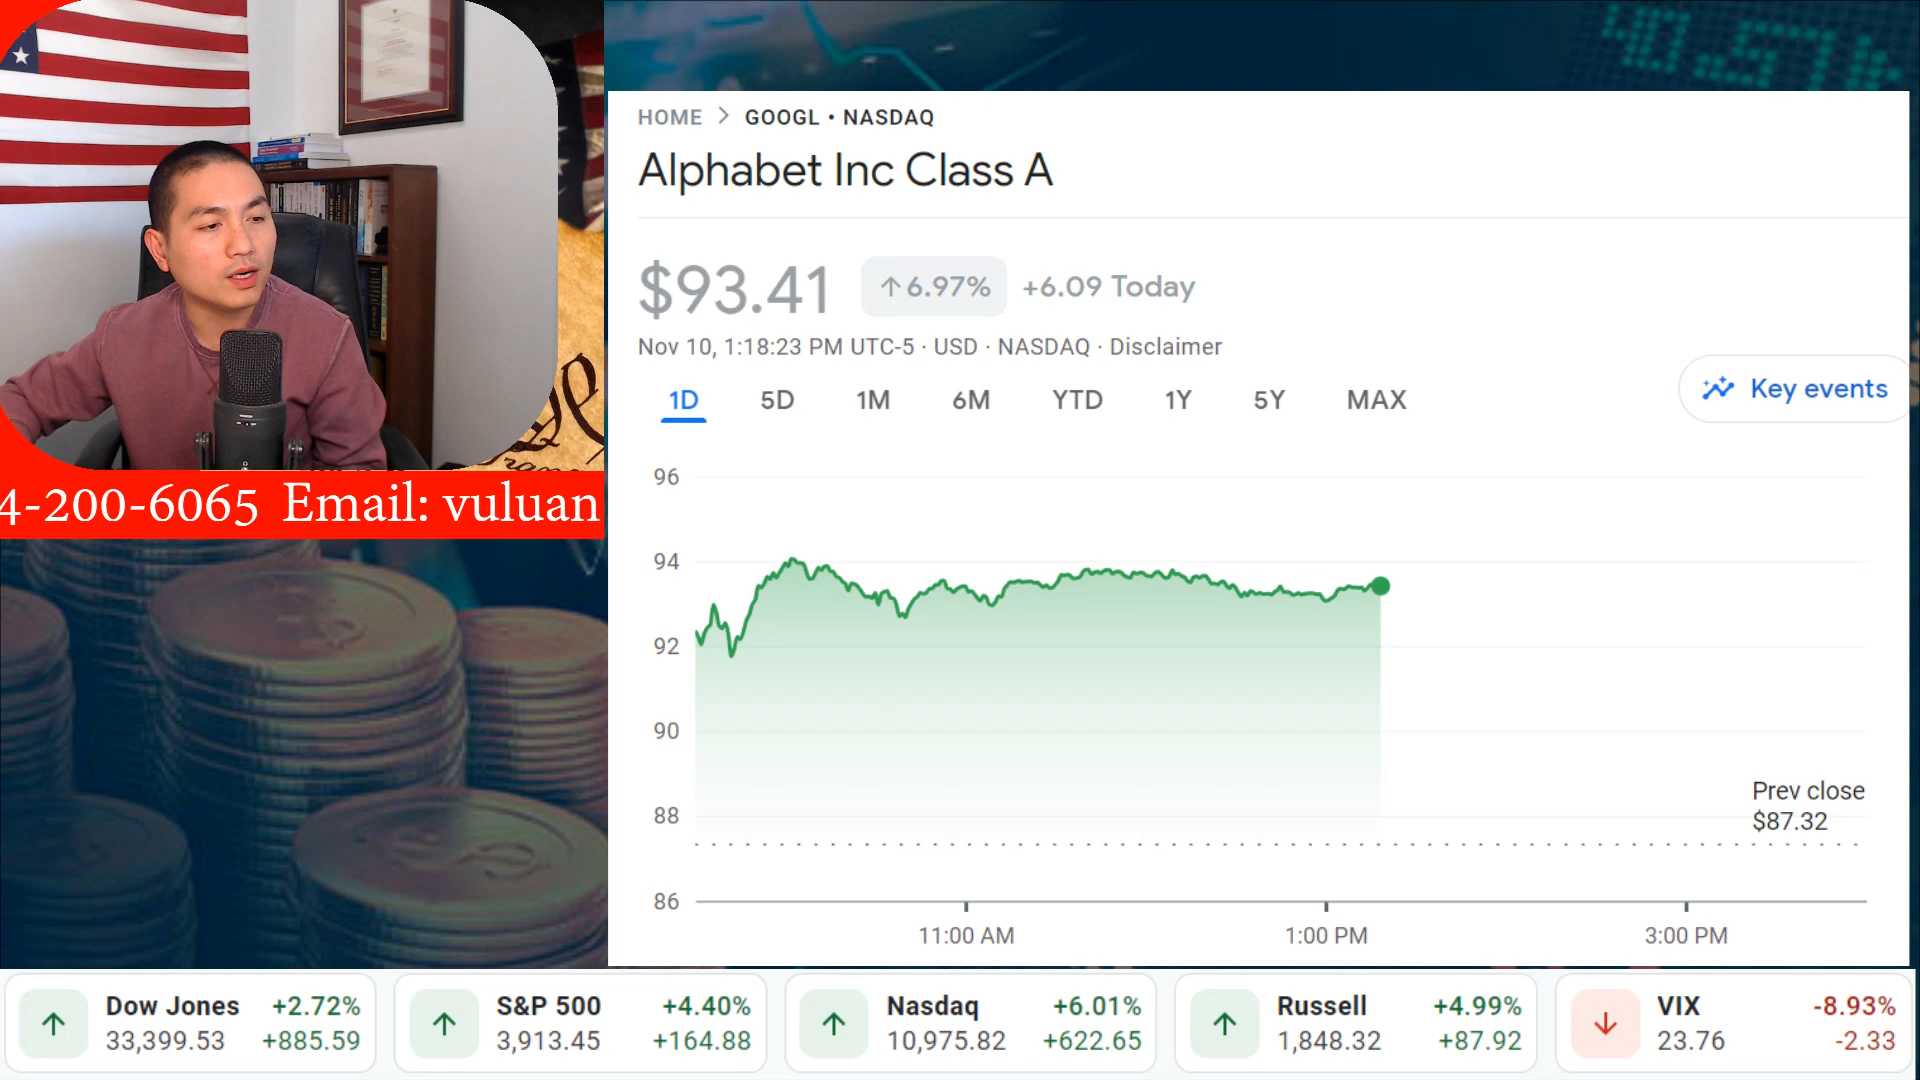 HOME > GOOGL • NASDAQ
Alphabet Inc Class A
$93.41 ↑6.97% +6.09 Today
Nov 10, 1:18:23 PM UTC-5 · USD · NASDAQ · Disclaimer
Key events
1D 5D 1M 6M YTD 1Y 5Y MAX
96
94
92
90
88
86
Prev close
$87.32
11:00 AM 1:00 PM 3:00 PM
4-200-6065 Email: vuluan
Dow Jones +2.72%
33,399.53 +885.59
S&P 500 +4.40%
3,913.45 +164.88
Nasdaq +6.01%
10,975.82 +622.65
Russell +4.99%
1,848.32 +87.92
VIX -8.93%
23.76 -2.33